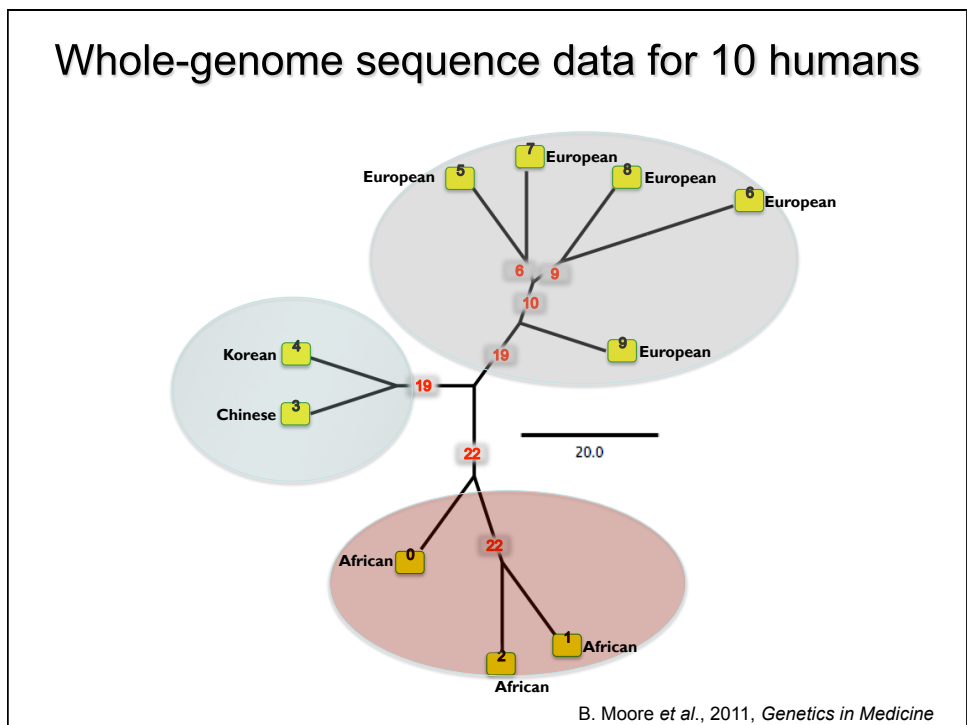 Whole-genome sequence data for 10 humans
7 European
5
European
8
European
6
European
6
9
10
19
9
European
4
Korean
3
Chinese
19
20.0
22
22
0
African
1
African
2
African
B. Moore et al., 2011, Genetics in Medicine